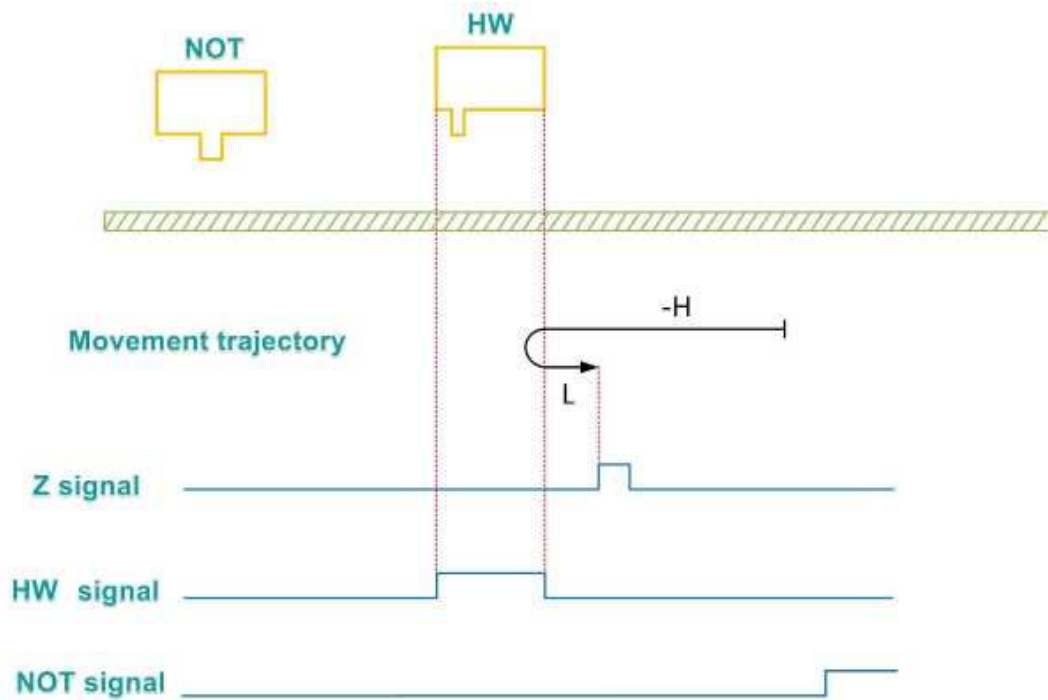 NOT
HW
-H
Movement trajectory
L
Z signal
HW signal
NOT signal